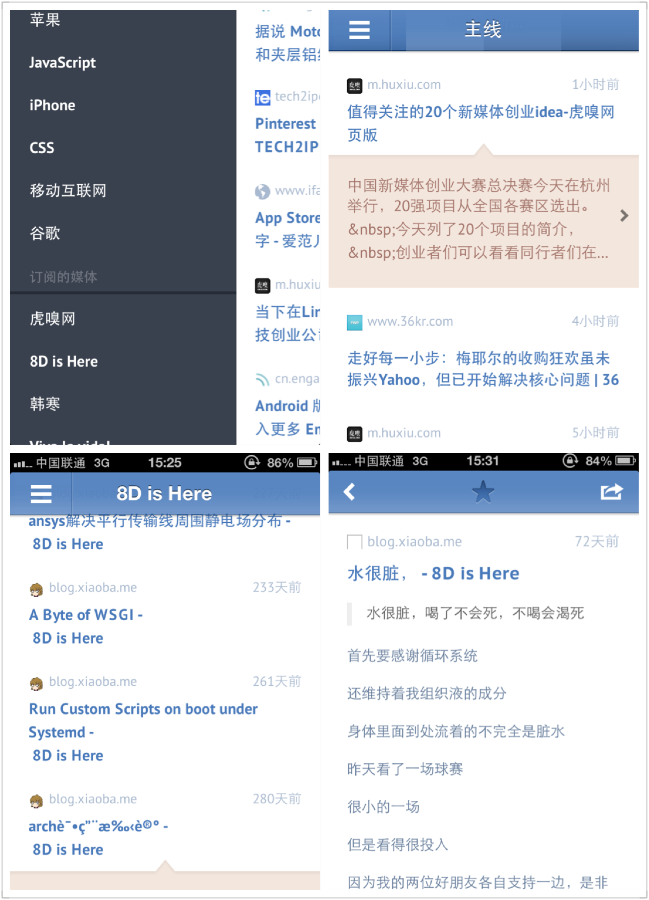 苹果
JavaScript
iPhone
CSS
移动互联网
谷歌
订阅的媒体
虎嗅网
8D is Here
韩寒
据说 Moto
和夹层铝
tech2ip
Pinterest
TECH2IP
www.ifa
App Store
字 - 爱范儿
m.huxiu
当下在Lin
技创业公
cn.enga
Android 版
入更多 En
主线
虎嗅
m.huxiu.com
1小时前
值得关注的20个新媒体创业idea-虎嗅网
页版
中国新媒体创业大赛总决赛今天在杭州
举行，20强项目从全国各赛区选出。
&nbsp;今天列了20个项目的简介，
&nbsp;创业者们可以看看同行者们在...
www.36kr.com
4小时前
走好每一小步：梅耶尔的收购狂欢虽未
振兴Yahoo，但已开始解决核心问题 | 36
虎嗅
m.huxiu.com
5小时前
中国联通 3G
15:25
86%
8D is Here
ansys解决平行传输线周围静电场分布 -
8D is Here
blog.xiaoba.me
233天前
A Byte of WSGI -
8D is Here
blog.xiaoba.me
261天前
Run Custom Scripts on boot under
Systemd -
8D is Here
blog.xiaoba.me
280天前
archè¯•ç”¨æ‰‹è®° -
8D is Here
中国联通 3G
15:31
84%
blog.xiaoba.me
72天前
水很脏， - 8D is Here
水很脏，喝了不会死，不喝会渴死
首先要感谢循环系统
还维持着我组织液的成分
身体里面到处流着的不完全是脏水
昨天看了一场球赛
很小的一场
但是看得很投入
因为我的两位好朋友各自支持一边，是非